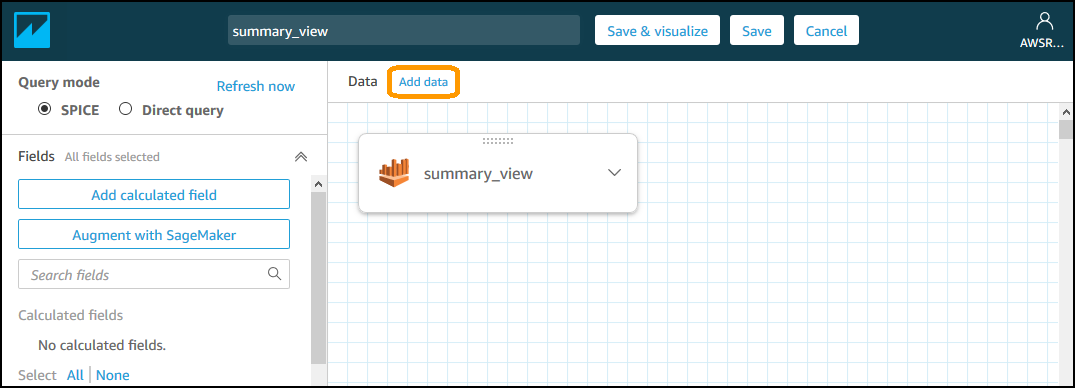 summary_view
Save & visualize
Save
Cancel
AWSR...
Query mode
Refresh now
SPICE
Direct query
Data
Add data
Fields
All fields selected
Add calculated field
Augment with SageMaker
Search fields
Calculated fields
No calculated fields.
Select All | None
summary_view